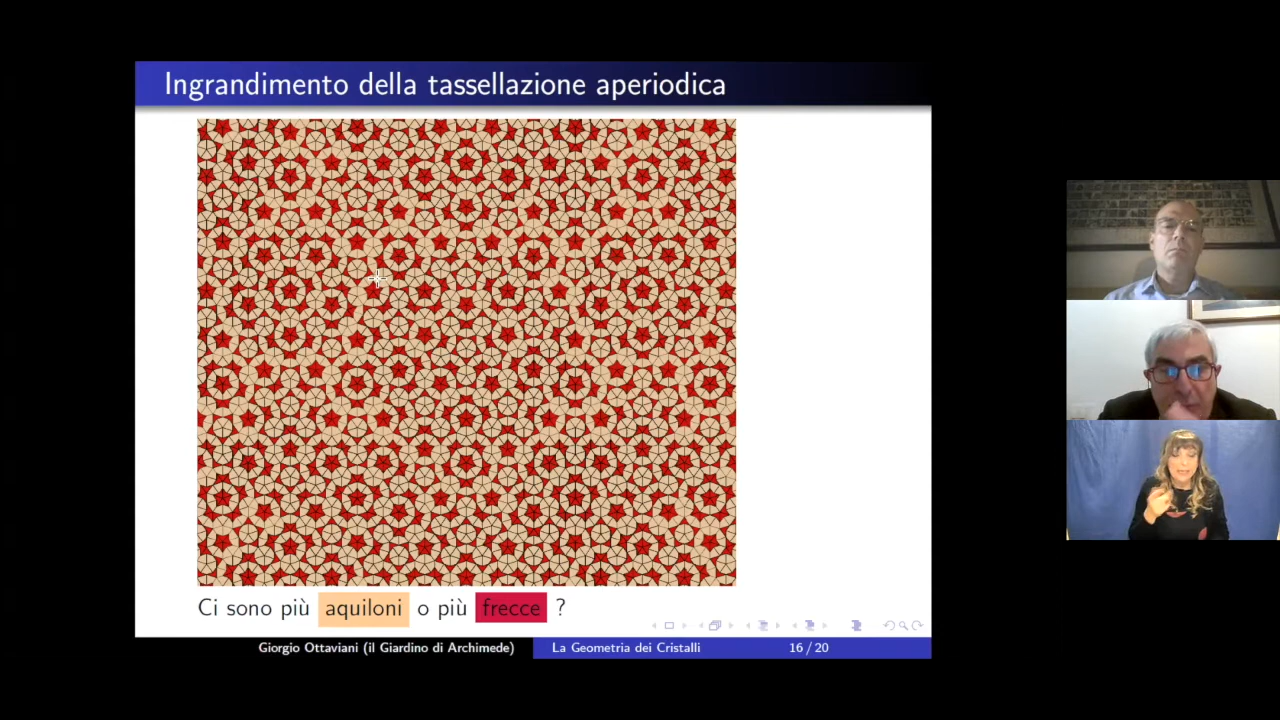 Ingrandimento della tassellazione aperiodica
Ci sono più aquiloni o più frecce ?
Giorgio Ottaviani (il Giardino di Archimede)
La Geometria dei Cristalli
16 / 20